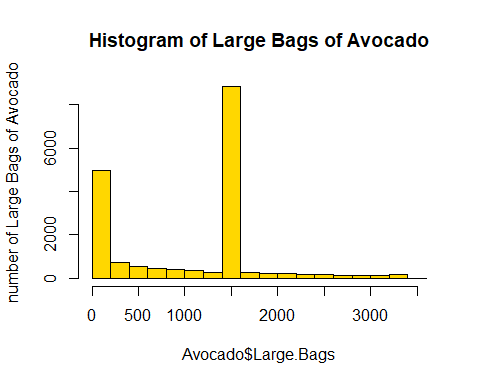 Histogram of Large Bags of Avocado
number of Large Bags of Avocado
6000
2000
0
0 500 1000 2000 3000
Avocado$Large.Bags